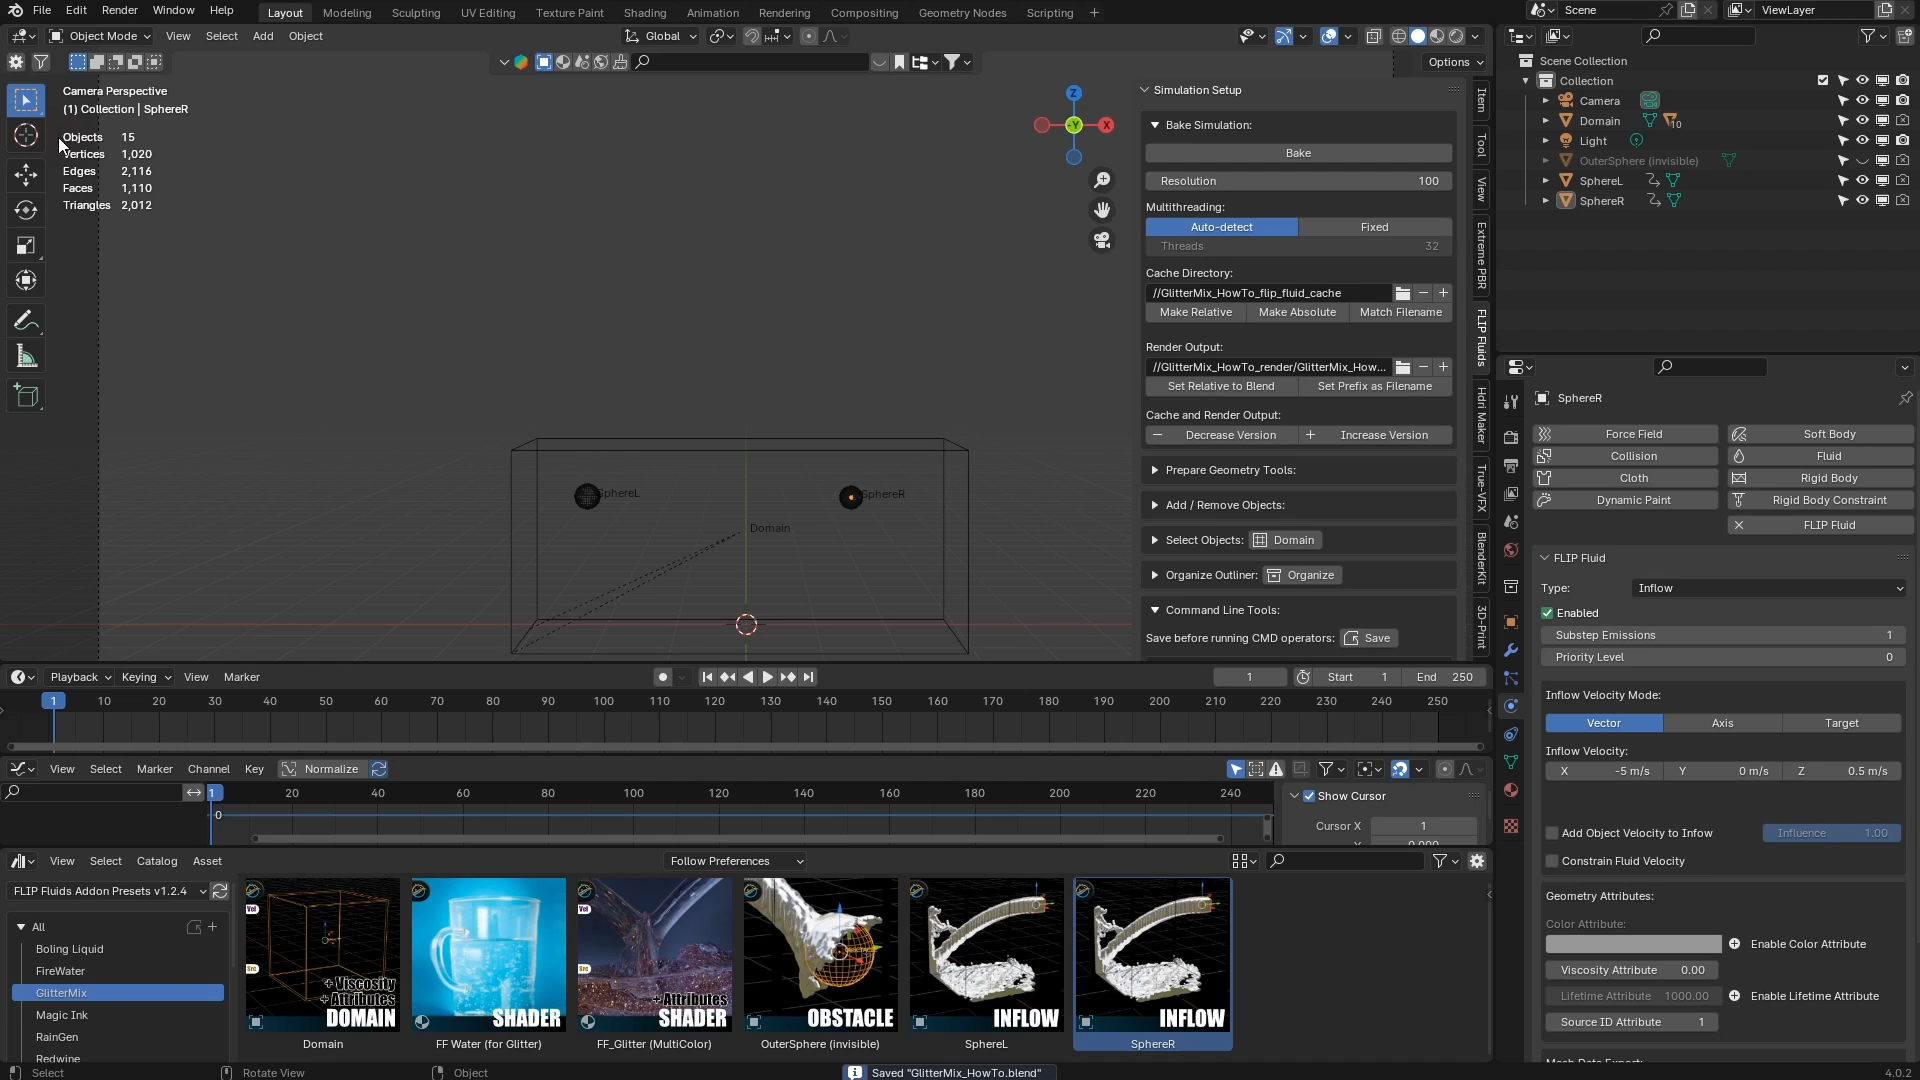 File Edit Render Window Help Layout Modeling Sculpting UV Editing Texture Paint Shading Animation Rendering Compositing Geometry Nodes Scripting + Scene ViewLayer
Object Mode View Select Add Object Global
Options
Camera Perspective
(1) Collection | SphereR
Objects 15
Vertices 1,020
Edges 2,116
Faces 1,110
Triangles 2,012
Z
-Y
X
SphereL
SphereR
Domain
Simulation Setup
Bake Simulation:
Bake
Resolution 100
Multithreading:
Auto-detect Fixed
Threads 32
Cache Directory:
//GlitterMix_HowTo_flip_fluid_cache
Make Relative Make Absolute Match Filename
Render Output:
//GlitterMix_HowTo_render/GlitterMix_How...
Set Relative to Blend Set Prefix as Filename
Cache and Render Output:
Decrease Version Increase Version
Prepare Geometry Tools:
Add / Remove Objects:
Select Objects: Domain
Organize Outliner: Organize
Command Line Tools:
Save before running CMD operators: Save
Item
Tool
View
Extreme PBR
FLIP Fluids
Hdri Maker
True-VFX
BlenderKit
3D-Print
Scene Collection
Collection
Camera
Domain 10
Light
OuterSphere (invisible)
SphereL
SphereR
SphereR
Force Field Soft Body
Collision Fluid
Cloth Rigid Body
Dynamic Paint Rigid Body Constraint
FLIP Fluid
FLIP Fluid
Type: Inflow
Enabled
Substep Emissions 1
Priority Level 0
Inflow Velocity Mode:
Vector Axis Target
Inflow Velocity:
X -5 m/s Y 0 m/s Z 0.5 m/s
Add Object Velocity to Infow Influence 1.00
Constrain Fluid Velocity
Geometry Attributes:
Color Attribute:
Enable Color Attribute
Viscosity Attribute 0.00
Lifetime Attribute 1000.00 Enable Lifetime Attribute
Source ID Attribute 1
Mesh Data Export:
Playback Keying View Marker 1 Start 1 End 250
1 10 20 30 40 50 60 70 80 90 100 110 120 130 140 150 160 170 180 190 200 210 220 230 240 250
View Select Marker Channel Key Normalize
1 20 40 60 80 100 120 140 160 180 200 220 240
0
Show Cursor
Cursor X 1
View Select Catalog Asset Follow Preferences
FLIP Fluids Addon Presets v1.2.4
All
Boling Liquid
FireWater
GlitterMix
Magic Ink
RainGen
Redwine
Vel
Src
+ Viscosity
+ Attributes
DOMAIN
Domain
SHADER
FF Water (for Glitter)
Vel
Src
+ Attributes
SHADER
FF_Glitter (MultiColor)
OBSTACLE
OuterSphere (invisible)
INFLOW
SphereL
INFLOW
SphereR
Select Rotate View Object Saved "GlitterMix_HowTo.blend" 4.0.2